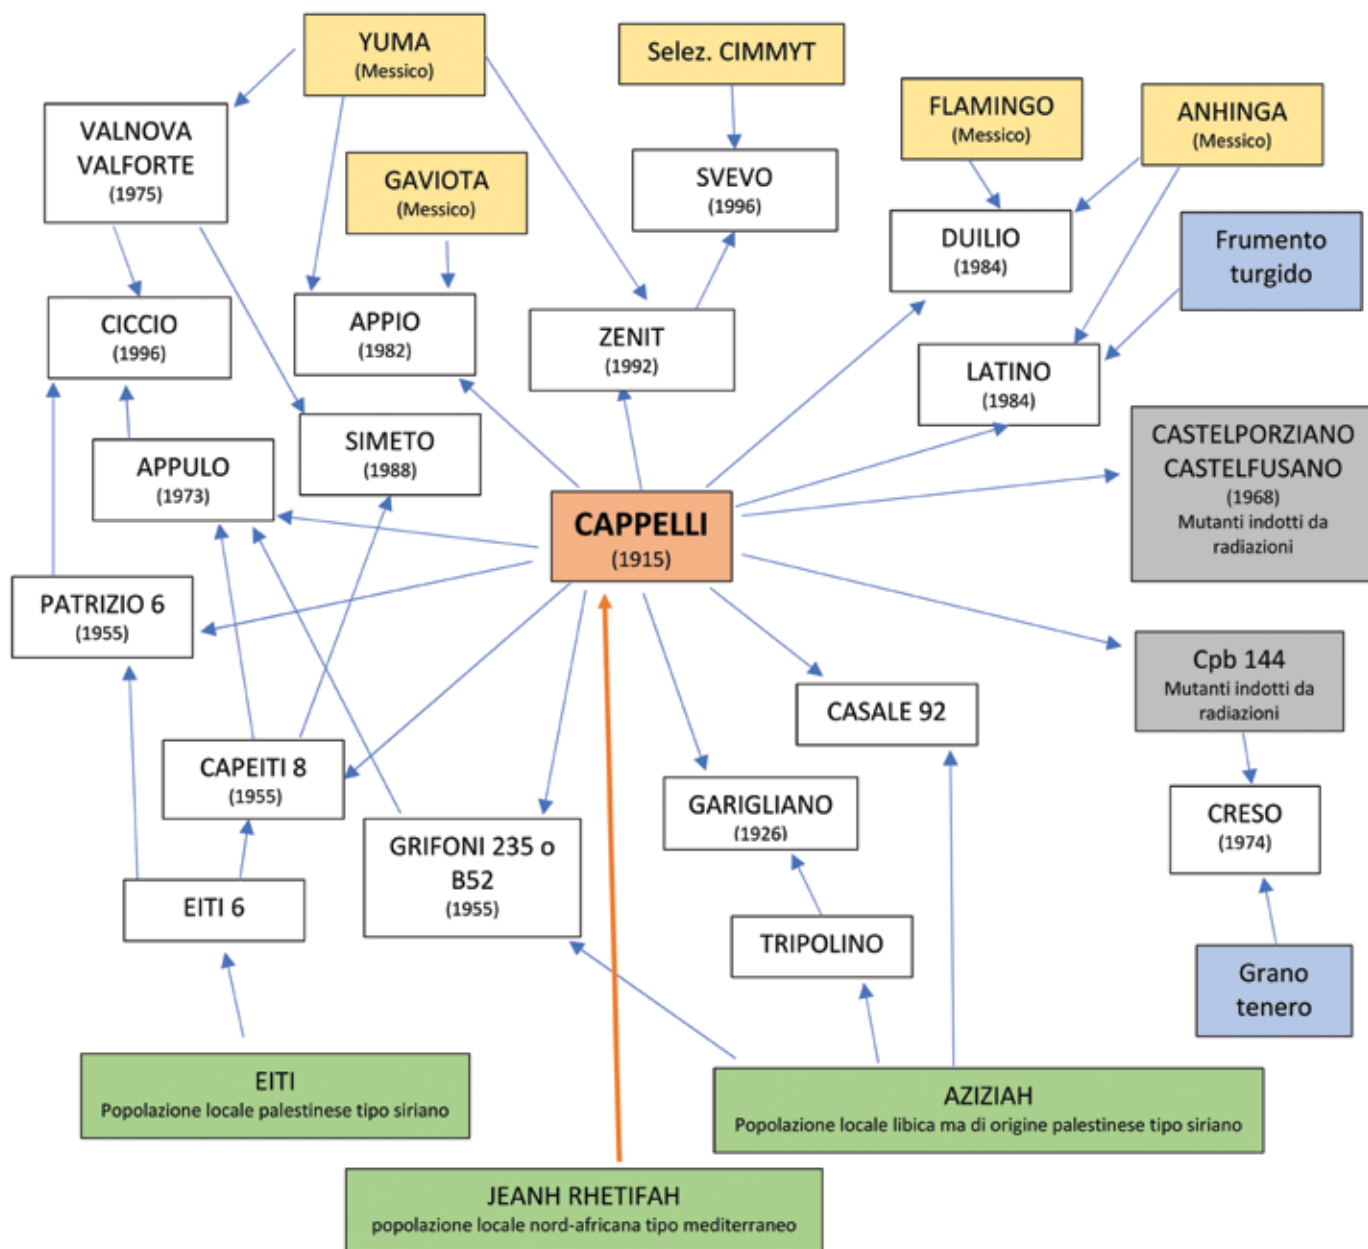 YUMA
(Messico)
Selez. CIMMYT
FLAMINGO
(Messico)
ANHINGA
(Messico)
VALNOVA
VALFORTE
(1975)
GAVIOTA
(Messico)
SVEVO
(1996)
DUILIO
(1984)
Frumento
turgido
CICCIO
(1996)
APPIO
(1982)
ZENIT
(1992)
LATINO
(1984)
APPULO
(1973)
SIMETO
(1988)
CASTELPORZIANO
CASTELFUSANO
(1968)
Mutanti indotti da
radiazioni
CAPPELLI
(1915)
PATRIZIO 6
(1955)
Cpb 144
Mutanti indotti da
radiazioni
CASALE 92
CAPEITI 8
(1955)
GARIGLIANO
(1926)
CRESO
(1974)
GRIFONI 235 o
B52
(1955)
EITI 6
TRIPOLINO
Grano
tenero
EITI
Popolazione locale palestinese tipo siriano
AZIZIAH
Popolazione locale libica ma di origine palestinese tipo siriano
JEANH RHETIFAH
popolazione locale nord-africana tipo mediterraneo